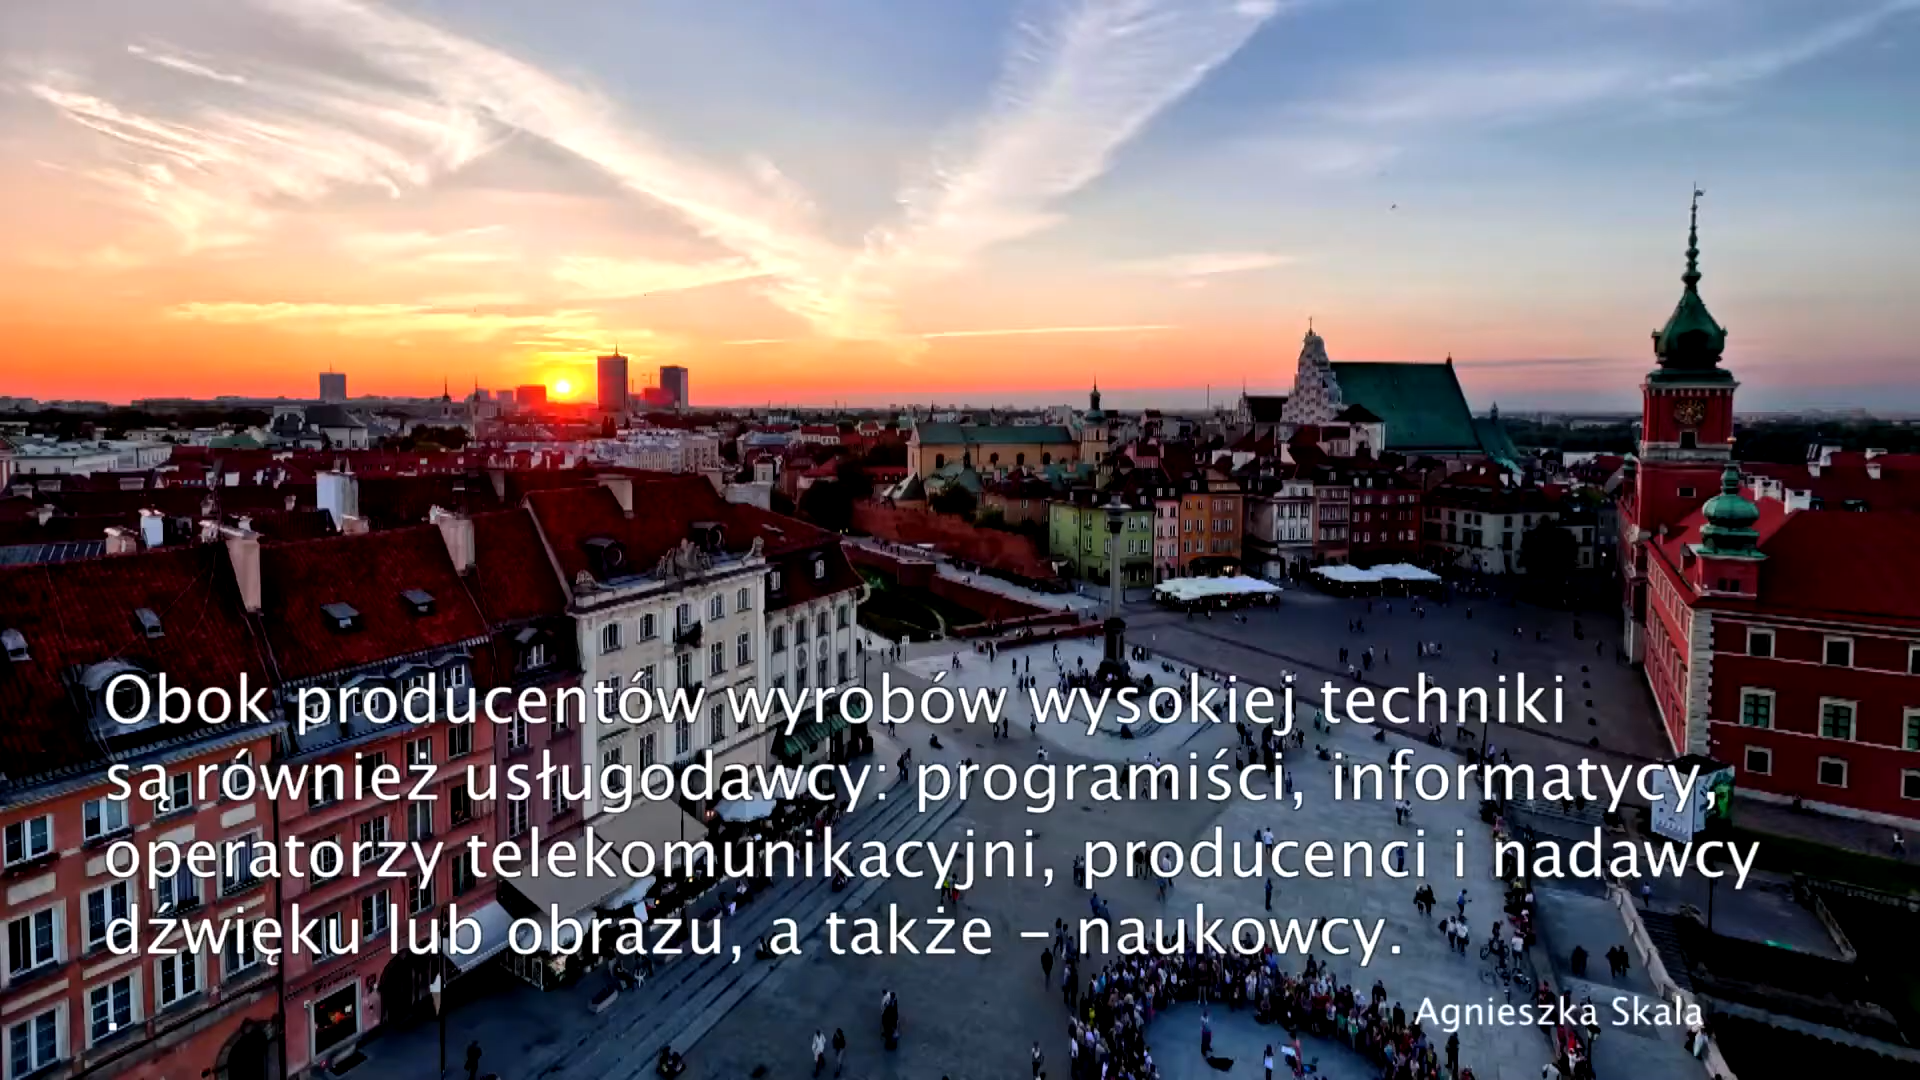 Obok producentów wyrobów wysokiej techniki
są również usługodawcy: programiści, informatycy,
operatorzy telekomunikacyjni, producenci i nadawcy
dźwięku lub obrazu, a także – naukowcy.
.
Agnieszka Skala